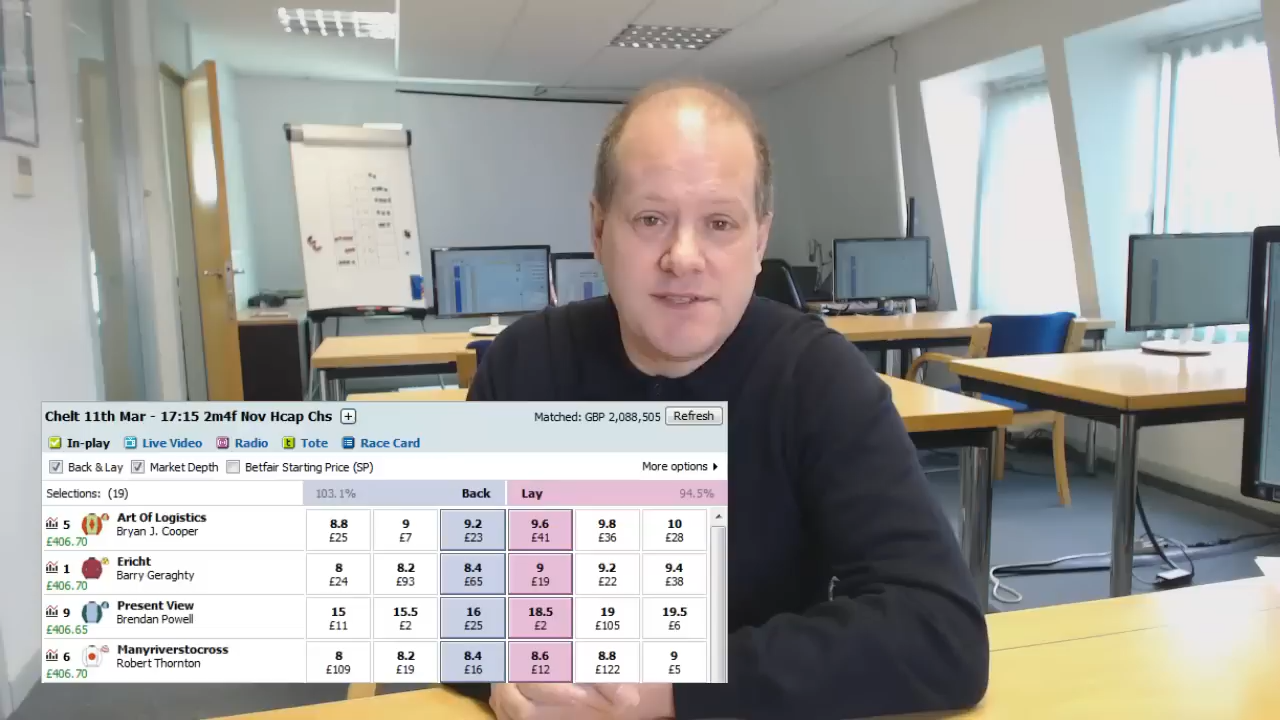 Chelt 11th Mar - 17:15 2m4f Nov Hcap Chs +
Matched: GBP 2,088,505 Refresh
In-play Live Video Radio Tote Race Card
Back & Lay Market Depth Betfair Starting Price (SP) More options
Selections: (19) 103.1% Back Lay 94.5%
5 Art Of Logistics 8.8 9 9.2 9.6 9.8 10
Bryan J. Cooper £25 £7 £23 £41 £36 £28
£406.70
1 Ericht 8 8.2 8.4 9 9.2 9.4
Barry Geraghty £24 £93 £65 £19 £22 £38
£406.70
9 Present View 15 15.5 16 18.5 19 19.5
Brendan Powell £11 £2 £25 £2 £105 £6
£406.65
6 Manyriverstocross 8 8.2 8.4 8.6 8.8 9
Robert Thornton £109 £19 £16 £12 £122 £5
£406.70